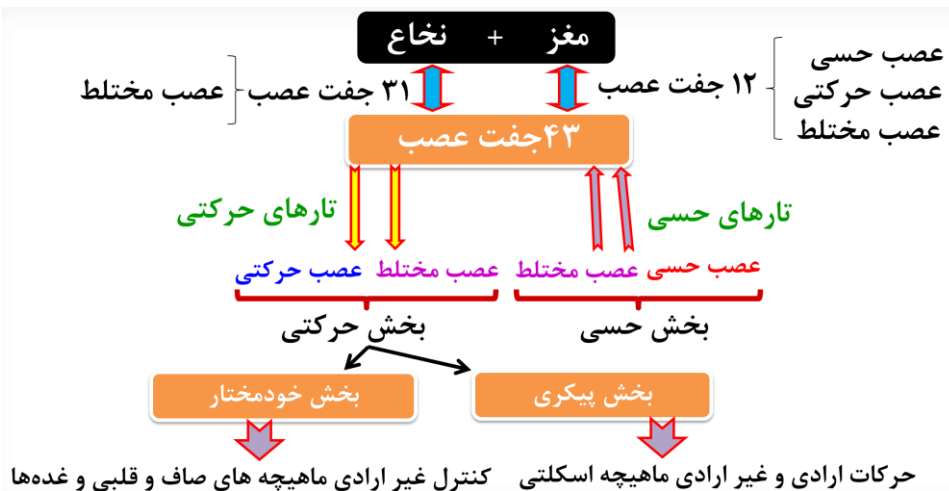 مغز + نخاع
عصب حسی
عصب حرکتی
عصب مختلط
۱۲ جفت عصب
۳۱ جفت عصب
عصب مختلط
۴۳جفت عصب
تارهای حسی
تارهای حرکتی
عصب حسی عصب مختلط
عصب مختلط عصب حرکتی
بخش حسی
بخش حرکتی
بخش پیکری
بخش خودمختار
حرکات ارادی و غیر ارادی ماهیچه اسکلتی
کنترل غیر ارادی ماهیچه های صاف و قلبی و غده‌ها